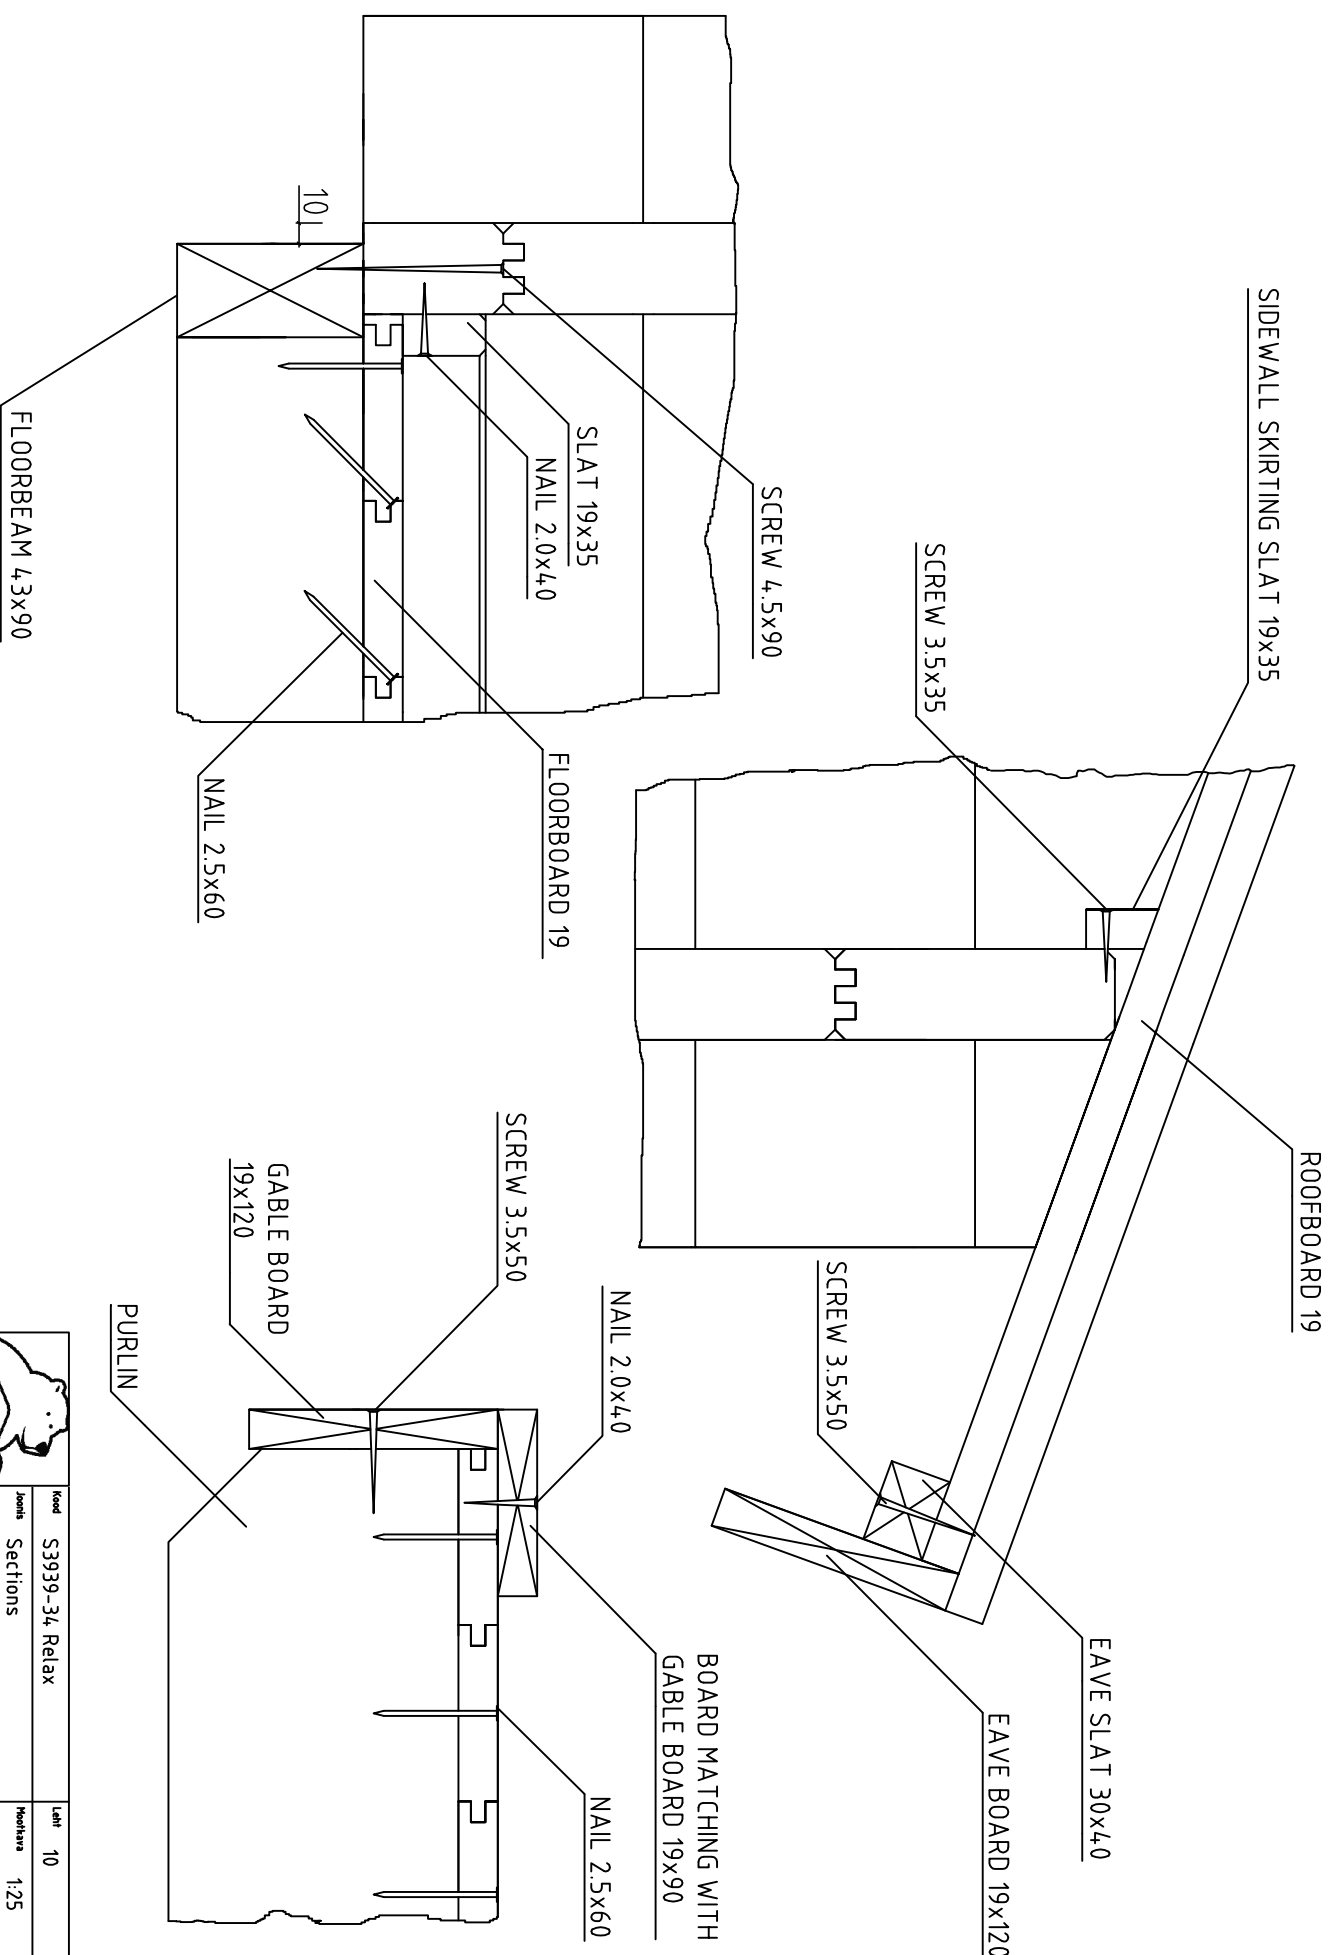 SIDEWALL SKIRTING SLAT 19x35
SCREW 3.5x35
ROOFBOARD 19
SCREW 3.5x50
EAVE SLAT 30x40
EAVE BOARD 19x120
SCREW 4.5x90
SLAT 19x35
NAIL 2.0x40
10
FLOORBOARD 19
NAIL 2.5x60
FLOORBEAM 43x90
NAIL 2.0x40
SCREW 3.5x50
GABLE BOARD
19x120
PURLIN
BOARD MATCHING WITH
GABLE BOARD 19x90
NAIL 2.5x60
Kood S3939-34 Relax
Leht 10
Joonis Sections
Mootkava 1:25